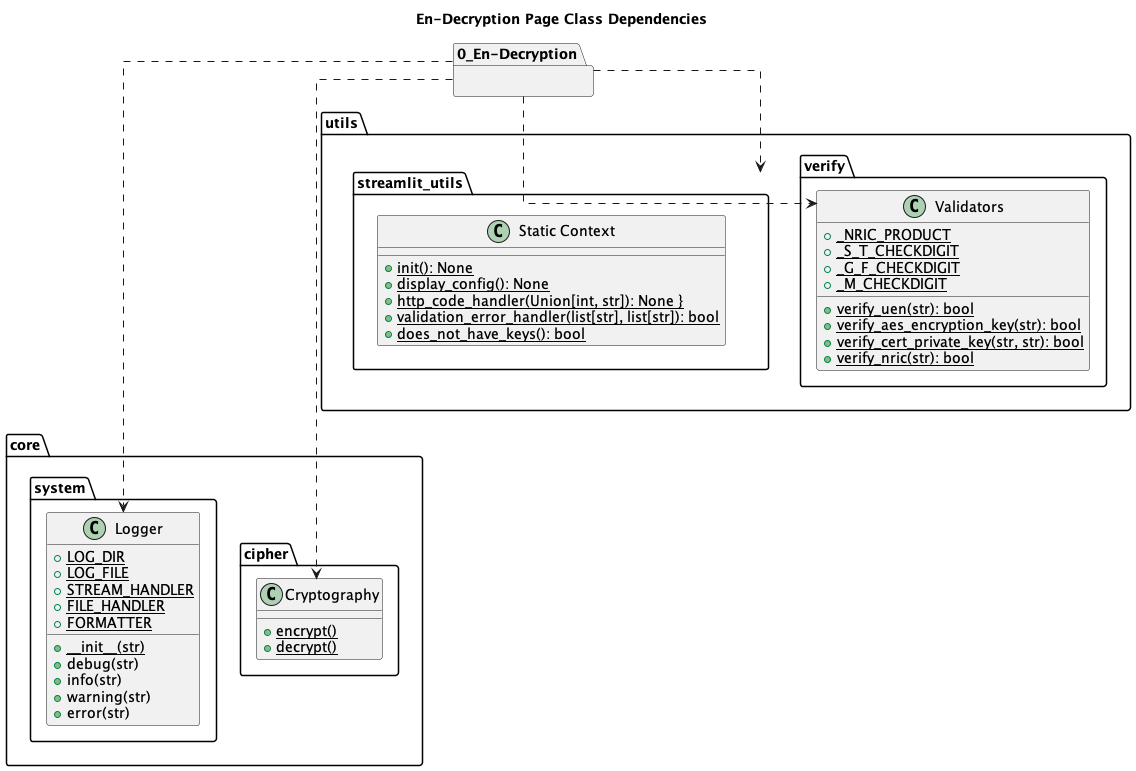 En-Decryption Page Class Dependencies
0_En-Decryption
utils
streamlit_utils
C Static Context
init(): None
display_config(): None
http_code_handler(Union[int, str]): None }
validation_error_handler(list[str], list[str]): bool
does_not_have_keys(): bool
verify
C Validators
_NRIC_PRODUCT
_S_T_CHECKDIGIT
_G_F_CHECKDIGIT
_M_CHECKDIGIT
verify_uen(str): bool
verify_aes_encryption_key(str): bool
verify_cert_private_key(str, str): bool
verify_nric(str): bool
core
system
C Logger
LOG_DIR
LOG_FILE
STREAM_HANDLER
FILE_HANDLER
FORMATTER
__init__(str)
debug(str)
info(str)
warning(str)
error(str)
cipher
C Cryptography
encrypt()
decrypt()